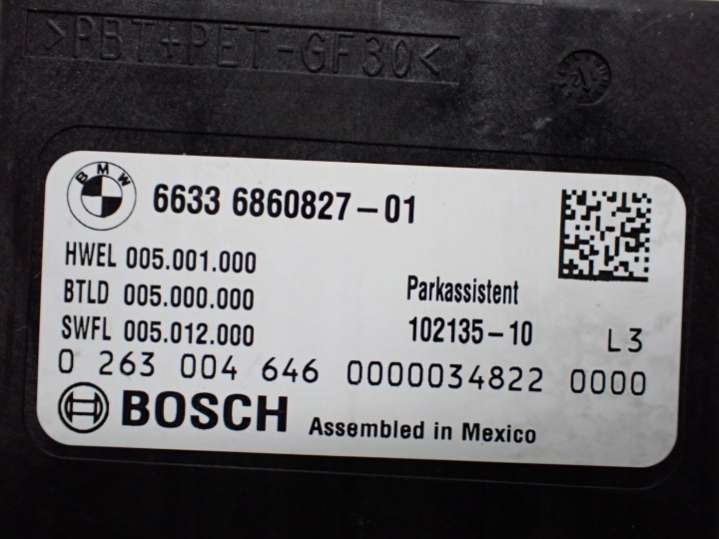 >PBT+PET-GF30<
BMW
6633 6860827-01
HWEL 005.001.000
BTLD 005.000.000
Parkassistent
SWFL 005.012.000
102135-10
L3
0 263 004 646 0000034822 0000
BOSCH
Assembled in Mexico